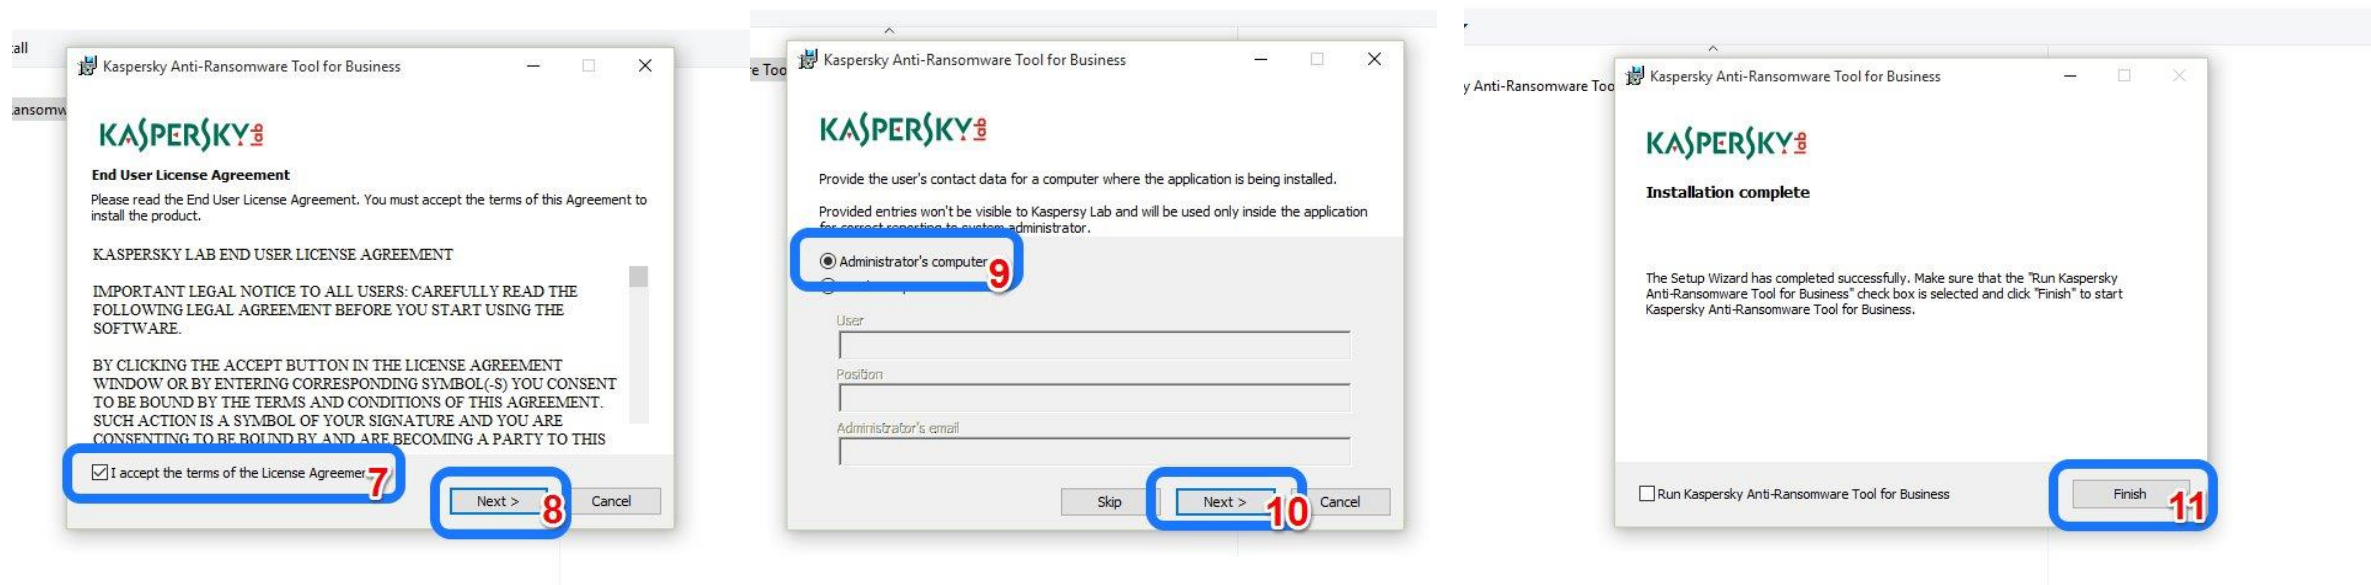 all
ansomw
Kaspersky Anti-Ransomware Tool for Business
KASPERSKY lab
End User License Agreement
Please read the End User License Agreement. You must accept the terms of this Agreement to
install the product.
KASPERSKY LAB END USER LICENSE AGREEMENT
IMPORTANT LEGAL NOTICE TO ALL USERS: CAREFULLY READ THE
FOLLOWING LEGAL AGREEMENT BEFORE YOU START USING THE
SOFTWARE.
BY CLICKING THE ACCEPT BUTTON IN THE LICENSE AGREEMENT
WINDOW OR BY ENTERING CORRESPONDING SYMBOL(-S) YOU CONSENT
TO BE BOUND BY THE TERMS AND CONDITIONS OF THIS AGREEMENT.
SUCH ACTION IS A SYMBOL OF YOUR SIGNATURE AND YOU ARE
CONSENTING TO BE BOUND BY AND ARE BECOMING A PARTY TO THIS
I accept the terms of the License Agreemen 7
Next > 8 Cancel
e Too
Kaspersky Anti-Ransomware Tool for Business
KASPERSKY lab
Provide the user's contact data for a computer where the application is being installed.
Provided entries won't be visible to Kaspersy Lab and will be used only inside the application
for correct reporting to system administrator.
Administrator's computer 9
User
Position
Administrator's email
Skip Next > 10 Cancel
y Anti-Ransomware Too
Kaspersky Anti-Ransomware Tool for Business
KASPERSKY lab
Installation complete
The Setup Wizard has completed successfully. Make sure that the "Run Kaspersky
Anti-Ransomware Tool for Business" check box is selected and click "Finish" to start
Kaspersky Anti-Ransomware Tool for Business.
Run Kaspersky Anti-Ransomware Tool for Business
Finish 11